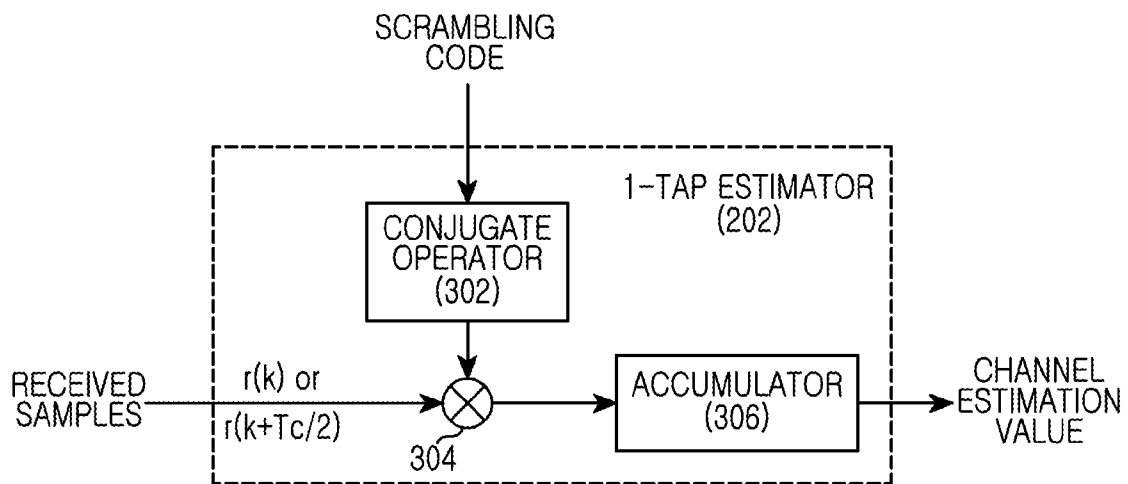 SCRAMBLING
CODE
1-TAP ESTIMATOR
(202)
CONJUGATE
OPERATOR
(302)
RECEIVED
SAMPLES
r(k) or
r(k+Tc/2)
304
ACCUMULATOR
(306)
CHANNEL
ESTIMATION
VALUE